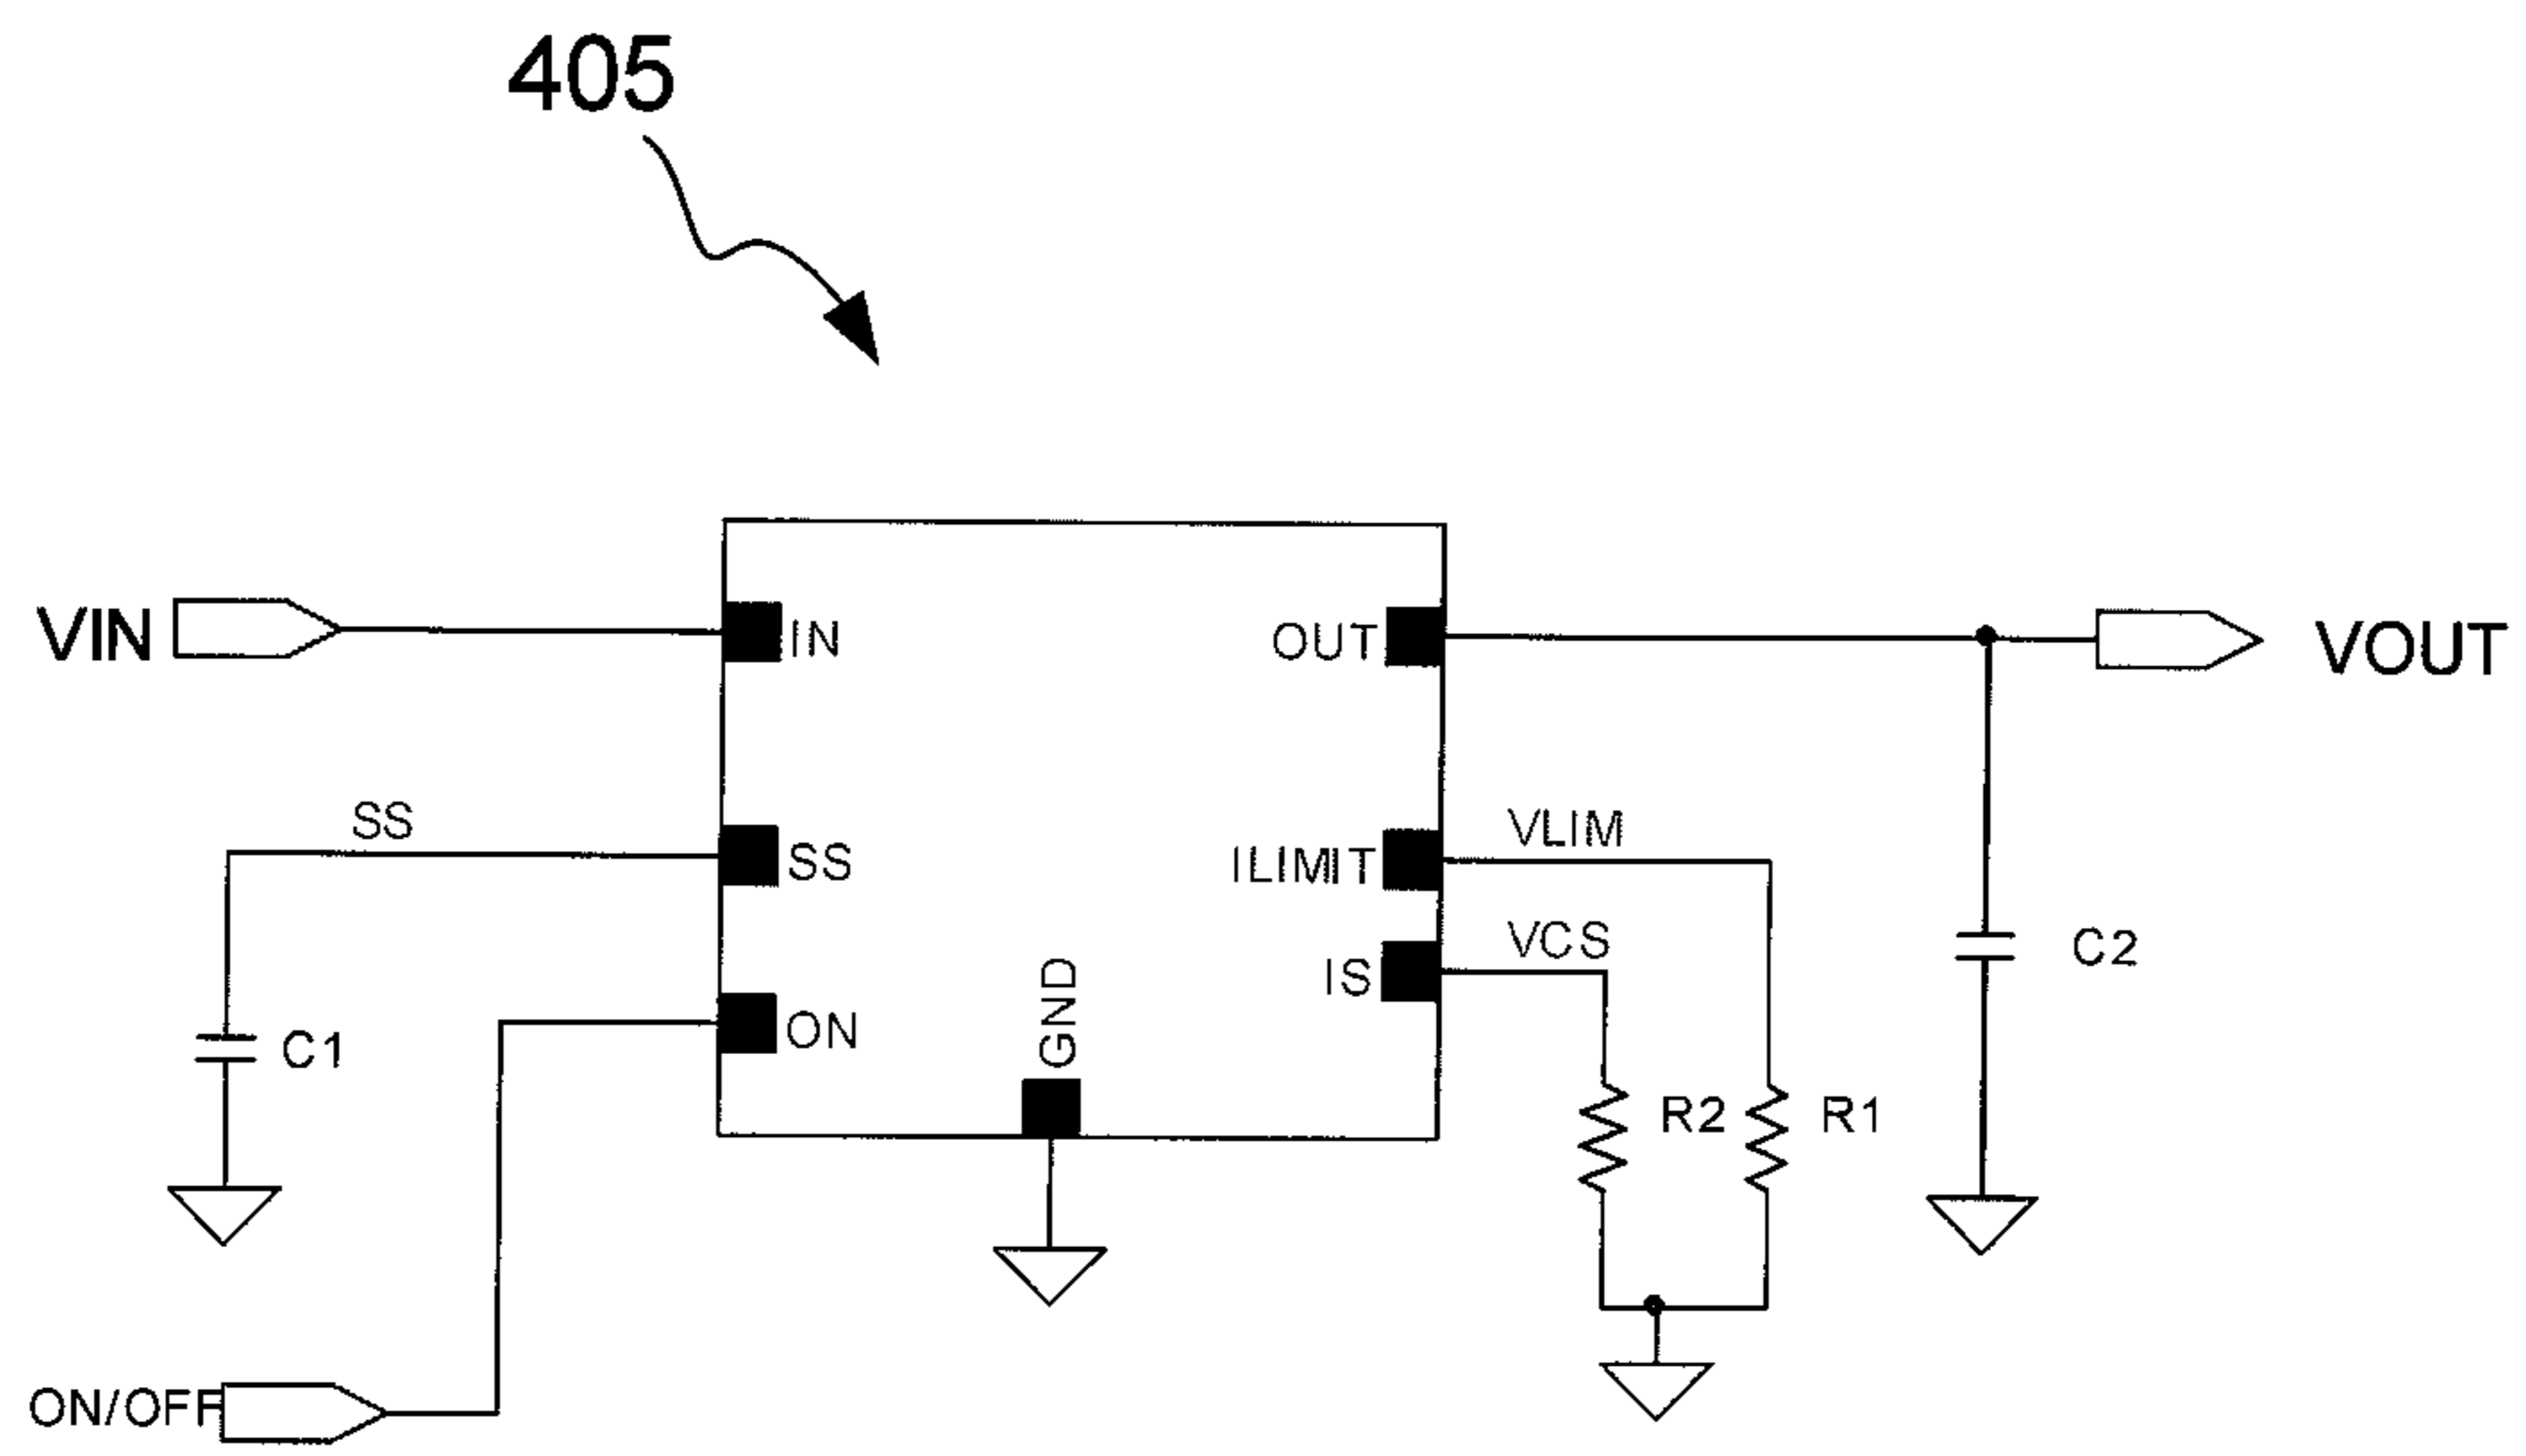 405
VIN
IN
OUT
VOUT
SS
SS
VLIM
ILIMIT
VCS
IS
C2
ON
GND
C1
R2
R1
ON/OFF